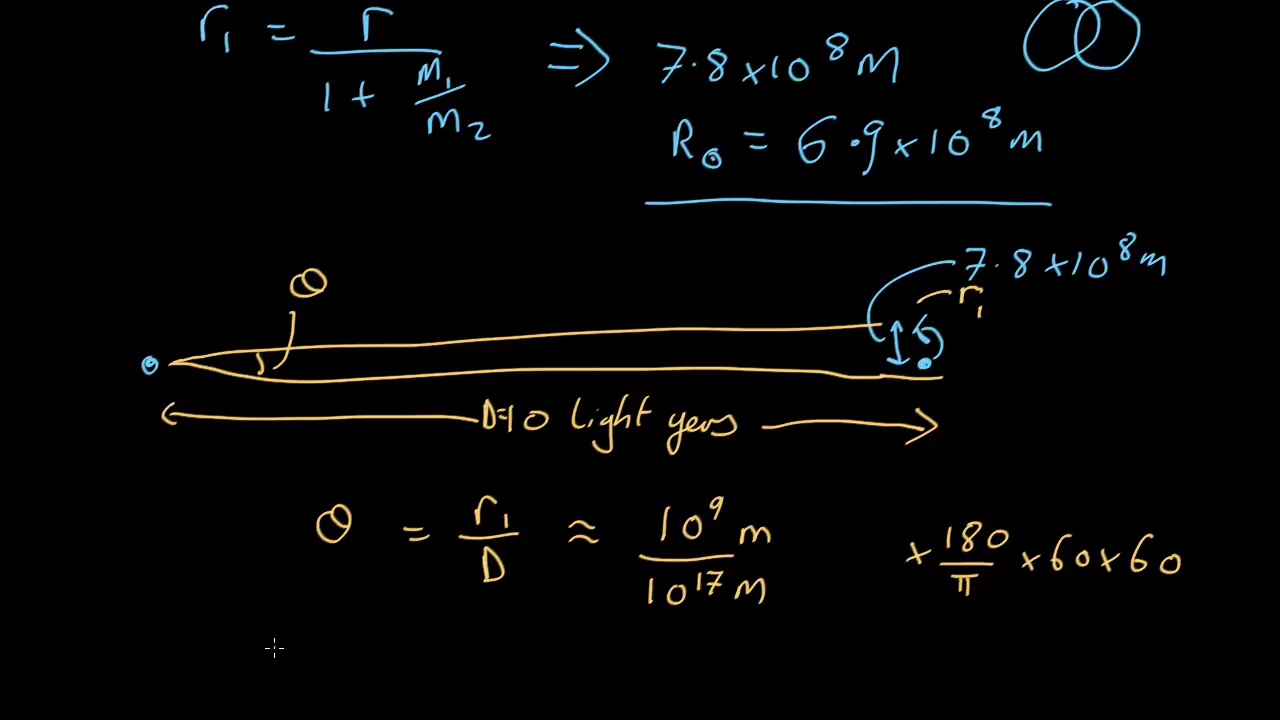 r₁ = r / (1 + m₁/m₂) ⇒ 7.8×10⁸ m
R☉ = 6.9×10⁸ m
7.8×10⁸ m
θ
r₁
D=10 light years
θ = r₁/D ≈ 10⁹ m / 10¹⁷ m × 180/π × 60 × 60